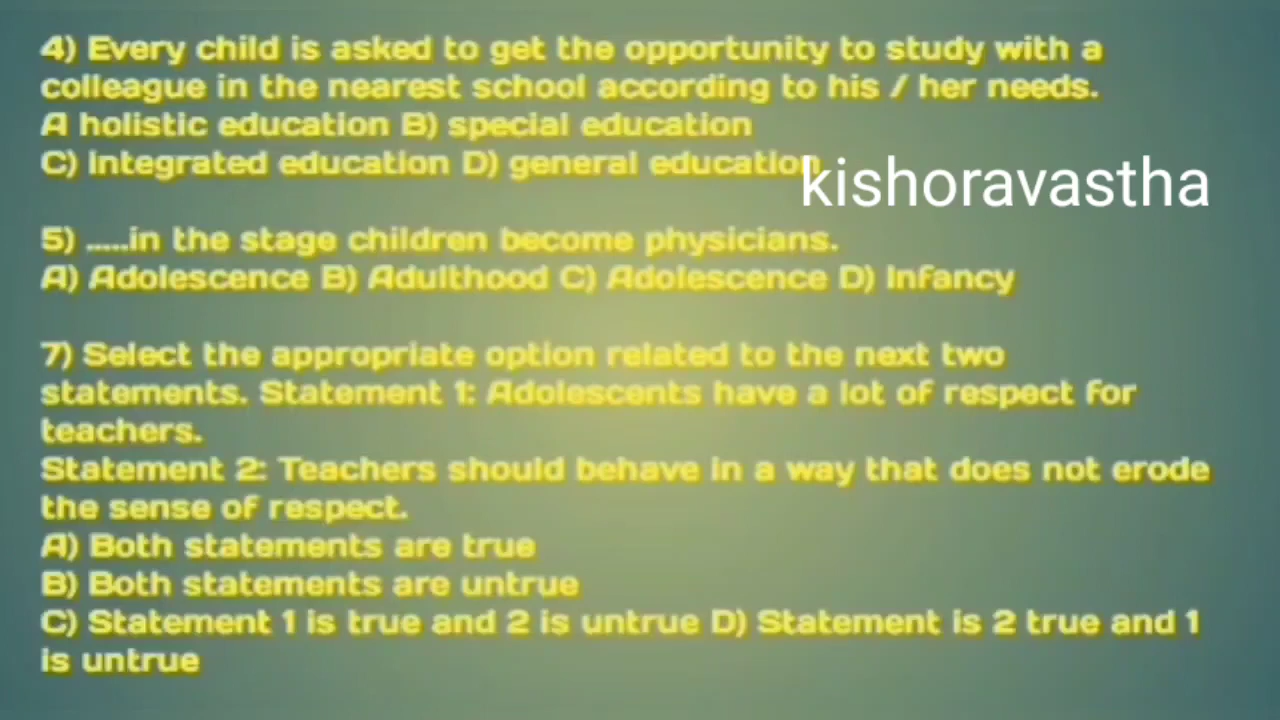 4) Every child is asked to get the opportunity to study with a
colleague in the nearest school according to his / her needs.
A holistic education B) special education
C) Integrated education D) general education
kishoravastha
5) .....in the stage children become physicians.
A) Adolescence B) Adulthood C) Adolescence D) Infancy
7) Select the appropriate option related to the next two
statements. Statement 1: Adolescents have a lot of respect for
teachers.
Statement 2: Teachers should behave in a way that does not erode
the sense of respect.
A) Both statements are true
B) Both statements are untrue
C) Statement 1 is true and 2 is untrue D) Statement is 2 true and 1
is untrue